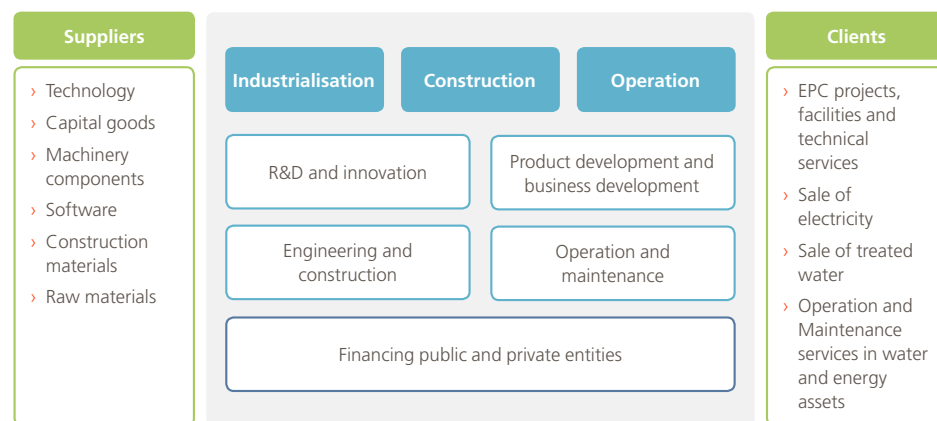 Suppliers
› Technology
› Capital goods
› Machinery
components
› Software
› Construction
materials
› Raw materials
Industrialisation
Construction
Operation
R&D and innovation
Product development and
business development
Engineering and
construction
Operation and
maintenance
Financing public and private entities
Clients
› EPC projects,
facilities and
technical
services
› Sale of
electricity
› Sale of treated
water
› Operation and
Maintenance
services in water
and energy
assets